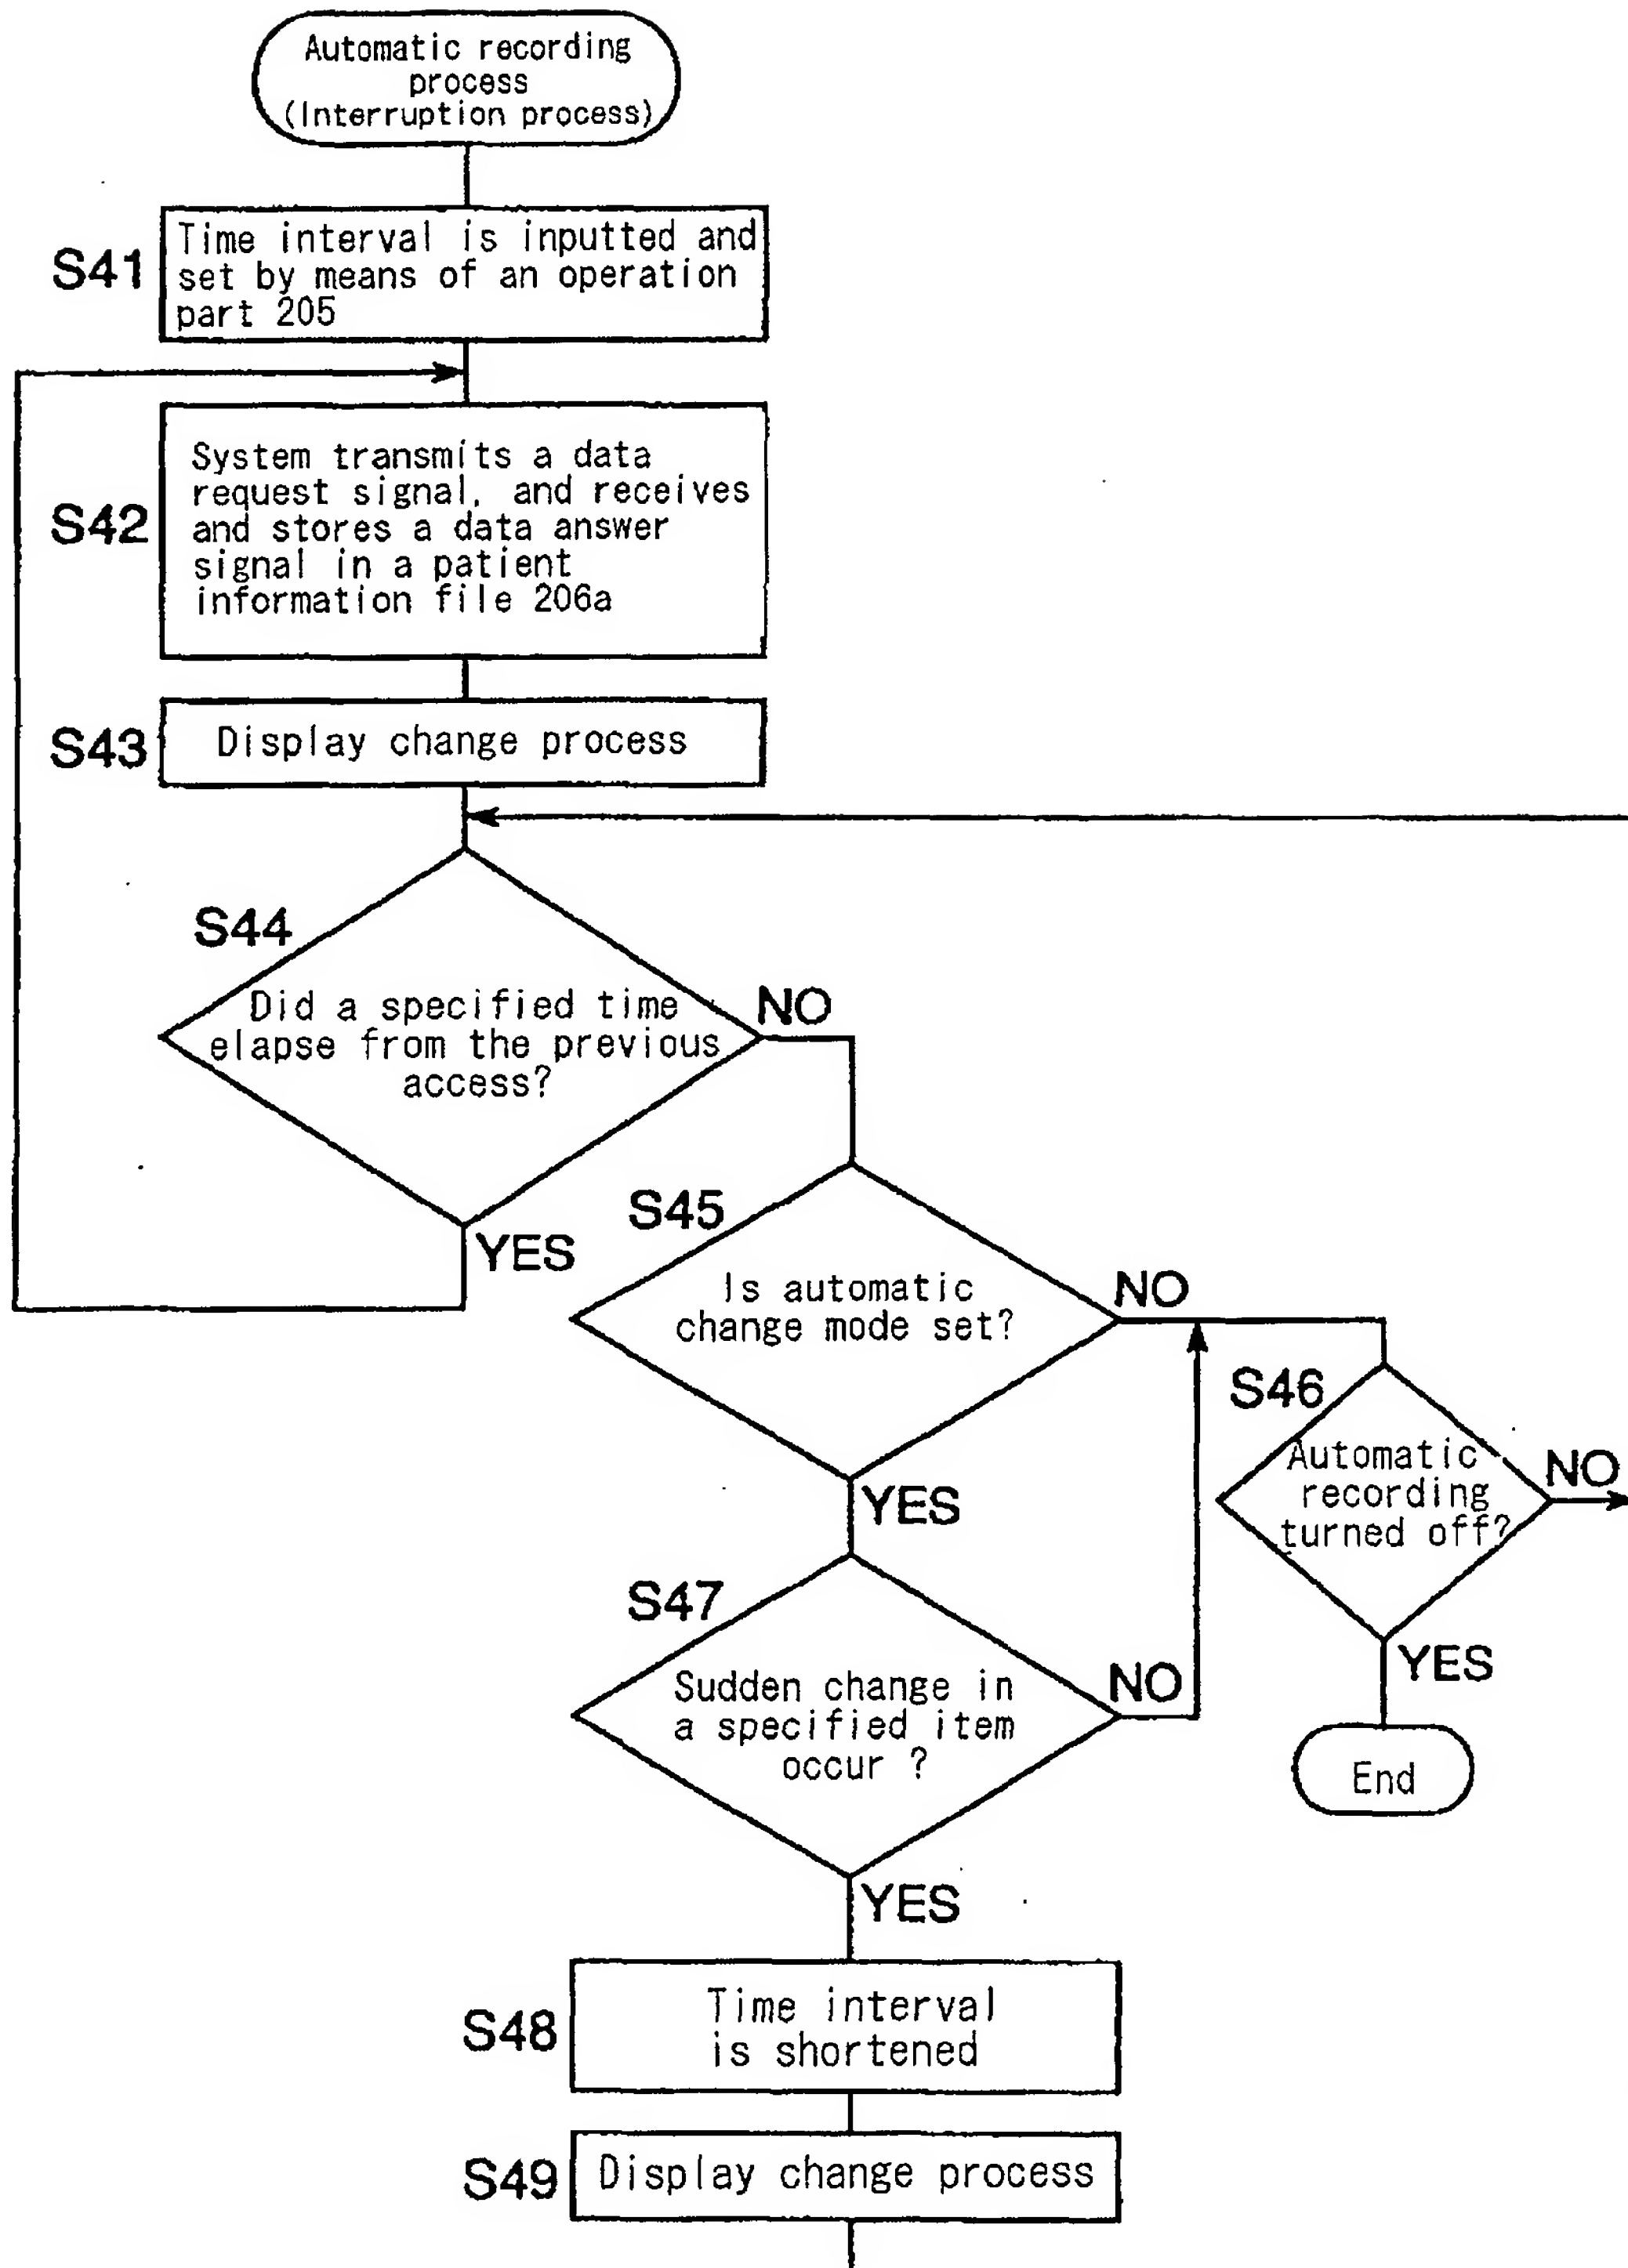 Automatic recording
process
(Interruption process)
S41
Time interval is inputted and
set by means of an operation
part 205
S42
System transmits a data
request signal, and receives
and stores a data answer
signal in a patient
information file 206a
S43
Display change process
S44
Did a specified time
elapse from the previous
access?
NO
YES
S45
Is automatic
change mode set?
NO
YES
S46
Automatic
recording
turned off?
NO
YES
End
S47
Sudden change in
a specified item
occur ?
NO
YES
S48
Time interval
is shortened
S49
Display change process